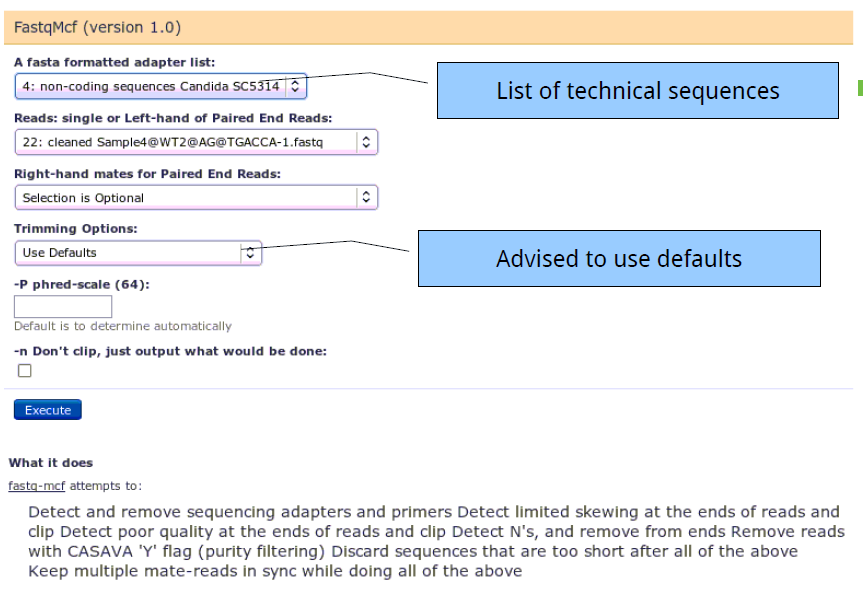 FastqMcf (version 1.0)
A fasta formatted adapter list:
4: non-coding sequences Candida SC5314
List of technical sequences
Reads: single or Left-hand of Paired End Reads:
22: cleaned Sample4@WT2@AG@TGACCA-1.fastq
Right-hand mates for Paired End Reads:
Selection is Optional
Trimming Options:
Use Defaults
Advised to use defaults
-P phred-scale (64):
Default is to determine automatically
-n Don't clip, just output what would be done:
Execute
What it does
fastq-mcf attempts to:
Detect and remove sequencing adapters and primers Detect limited skewing at the ends of reads and
clip Detect poor quality at the ends of reads and clip Detect N's, and remove from ends Remove reads
with CASAVA 'Y' flag (purity filtering) Discard sequences that are too short after all of the above
Keep multiple mate-reads in sync while doing all of the above